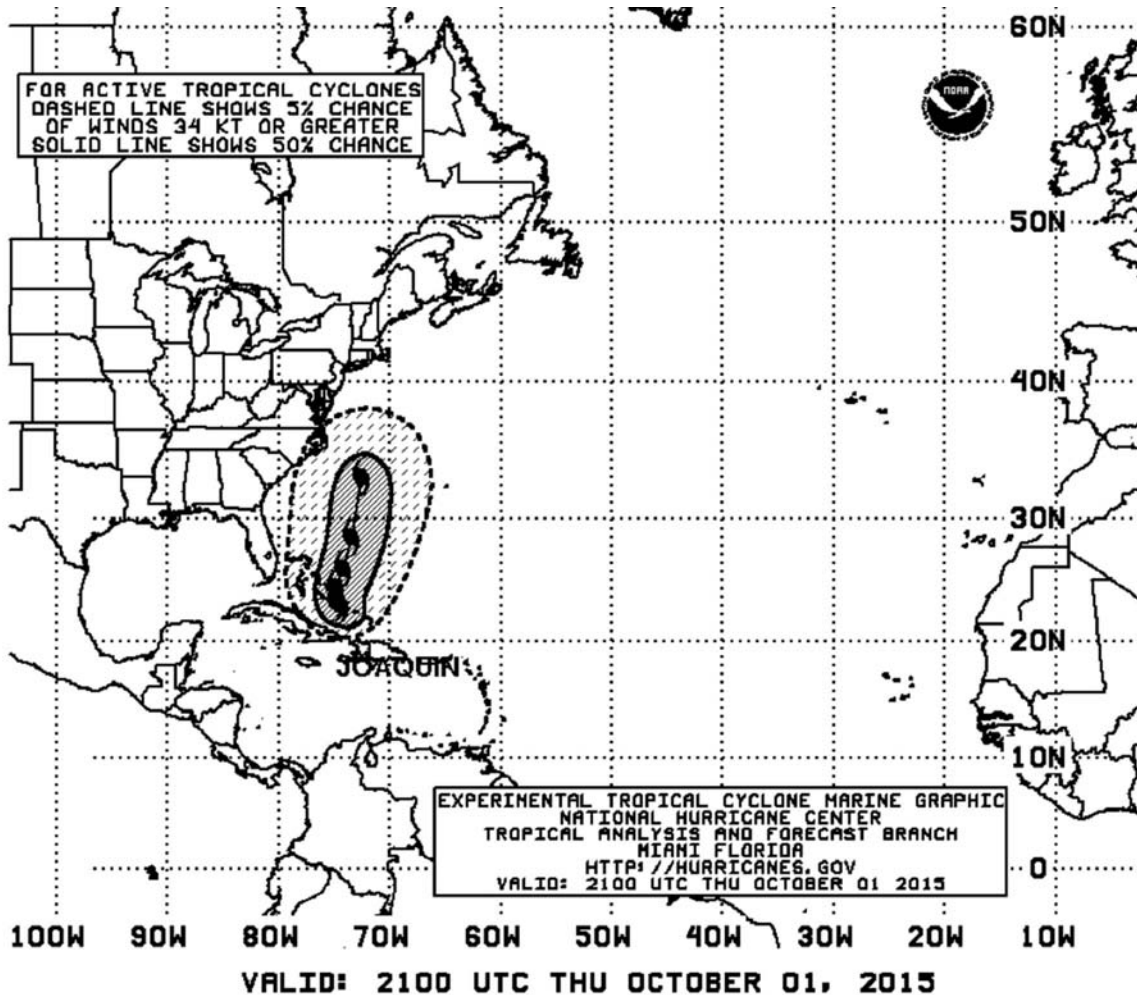 60N
FOR ACTIVE TROPICAL CYCLONES
DASHED LINE SHOWS 5% CHANCE
OF WINDS 34 KT OR GREATER
SOLID LINE SHOWS 50% CHANCE
NOAA
50N
40N
30N
20N
JOAQUIN
10N
EXPERIMENTAL TROPICAL CYCLONE MARINE GRAPHIC
NATIONAL HURRICANE CENTER
TROPICAL ANALYSIS AND FORECAST BRANCH
MIAMI FLORIDA
HTTP://HURRICANES.GOV
VALID: 2100 UTC THU OCTOBER 01 2015
0
100W 90W 80W 70W 60W 50W 40W 30W 20W 10W
VALID: 2100 UTC THU OCTOBER 01, 2015